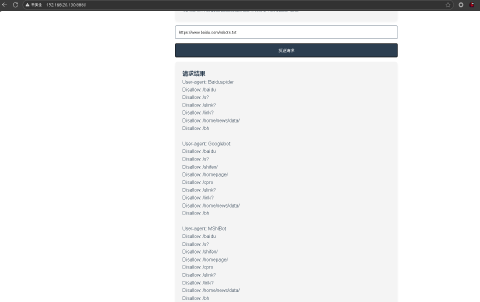 不安全 192.168.20.130:8888
https://www.baidu.com/robots.txt
发送请求
请求结果
User-agent: Baiduspider
Disallow: /baidu
Disallow: /s?
Disallow: /ulink?
Disallow: /link?
Disallow: /home/news/data/
Disallow: /bh
User-agent: Googlebot
Disallow: /baidu
Disallow: /s?
Disallow: /shifen/
Disallow: /homepage/
Disallow: /cpro
Disallow: /ulink?
Disallow: /link?
Disallow: /home/news/data/
Disallow: /bh
User-agent: MSNBot
Disallow: /baidu
Disallow: /s?
Disallow: /shifen/
Disallow: /homepage/
Disallow: /cpro
Disallow: /ulink?
Disallow: /link?
Disallow: /home/news/data/
Disallow: /bh